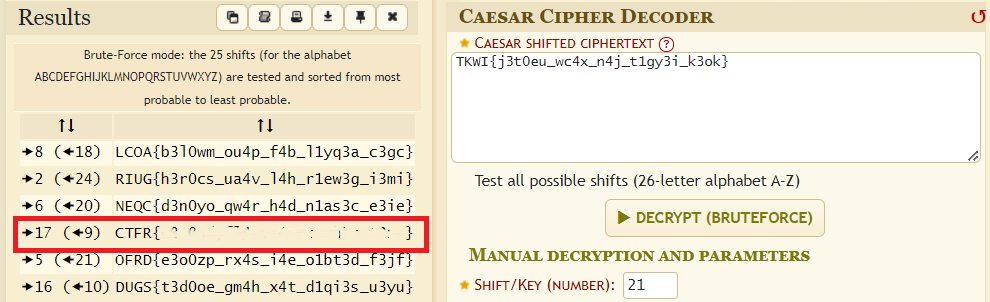 Results
Brute-Force mode: the 25 shifts (for the alphabet
ABCDEFGHIJKLMNOPQRSTUVWXYZ) are tested and sorted from most
probable to least probable.
↑↓ ↑↓
➔8 (🡰18) LCOA{b3l0wm_ou4p_f4b_l1yq3a_c3gc}
➔2 (🡰24) RIUG{h3r0cs_ua4v_l4h_r1ew3g_i3mi}
➔6 (🡰20) NEQC{d3n0yo_qw4r_h4d_n1as3c_e3ie}
➔17 (🡰9) CTFR{ }
➔5 (🡰21) OFRD{e3o0zp_rx4s_i4e_o1bt3d_f3jf}
➔16 (🡰10) DUGS{t3d0oe_gm4h_x4t_d1qi3s_u3yu}
Caesar Cipher Decoder
★ Caesar shifted ciphertext (?)
TKWI{j3t0eu_wc4x_n4j_t1gy3i_k3ok}
Test all possible shifts (26-letter alphabet A-Z)
▶ DECRYPT (BRUTEFORCE)
Manual decryption and parameters
★ Shift/Key (number): 21